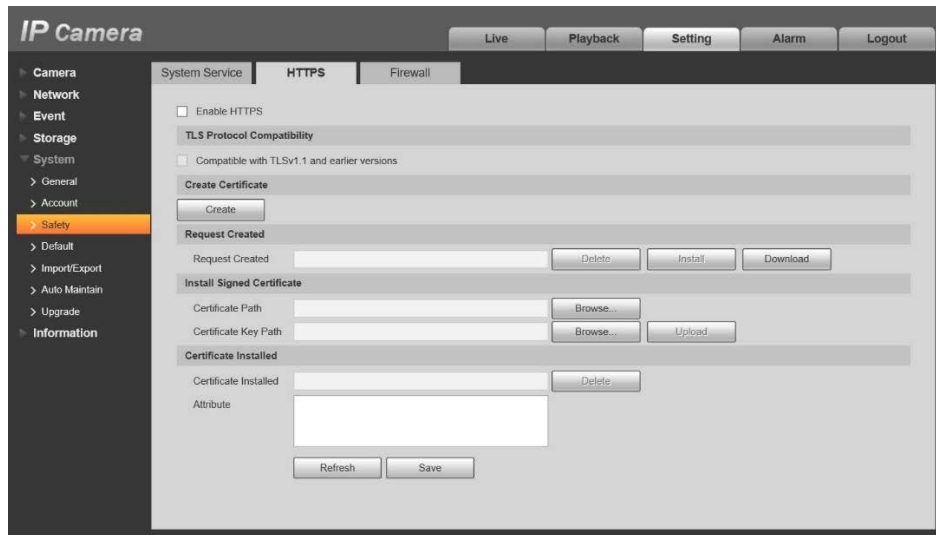 IP Camera
Live Playback Setting Alarm Logout
Camera
Network
Event
Storage
System
General
Account
Safety
Default
Import/Export
Auto Maintain
Upgrade
Information
System Service HTTPS Firewall
Enable HTTPS
TLS Protocol Compatibility
Compatible with TLSv1.1 and earlier versions
Create Certificate
Create
Request Created
Request Created Delete Install Download
Install Signed Certificate
Certificate Path Browse...
Certificate Key Path Browse... Upload
Certificate Installed
Certificate Installed Delete
Attribute
Refresh Save